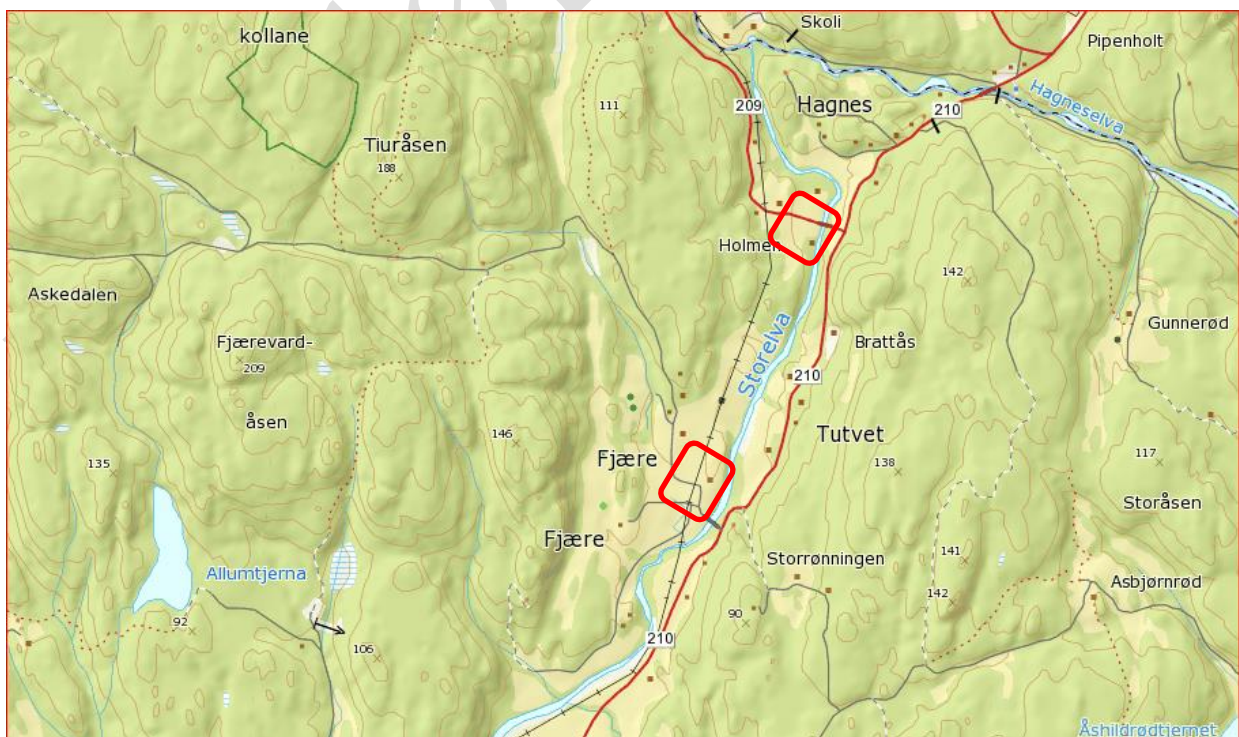 kollane
Skoli
Pipenholt
111
209
Hagnes
210
Hagneselva
Tiuråsen
188
Holmen
142
Askedalen
Fjærevard-
209
åsen
Storelva
Brattås
Gunnerød
210
146
Fjære
Tutvet
135
138
117
Storåsen
Fjære
Allumtjerna
Storrønningen
141
Asbjørnrød
142
92
106
90
210
Åshildrødtjernet